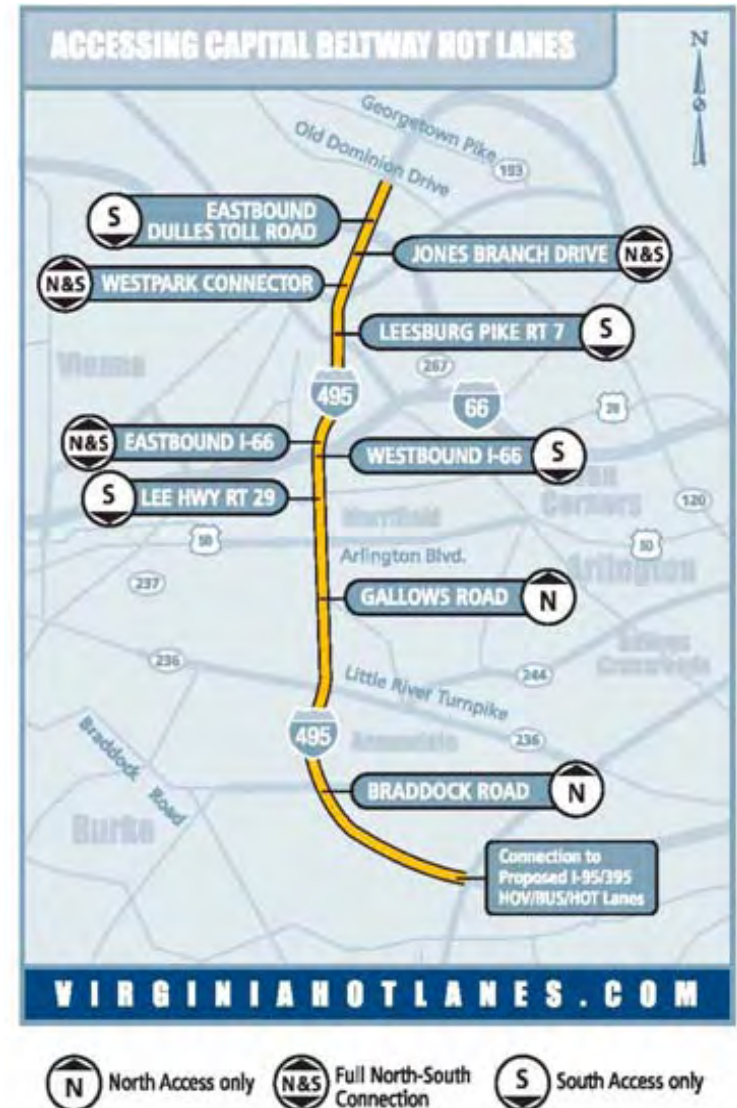 ACCESSING CAPITAL BELTWAY HOT LANES
N
Georgetown Pike
193
Old Dominion Drive
S
EASTBOUND
DULLES TOLL ROAD
JONES BRANCH DRIVE
N&S
N&S
WESTPARK CONNECTOR
LEESBURG PIKE RT 7
S
Vienna
267
495
66
29
N&S
EASTBOUND I-66
WESTBOUND I-66
S
S
LEE HWY RT 29
Corners
120
Merrifield
50
50
Arlington Blvd.
Arlington
237
GALLOWS ROAD
N
236
244
Little River Turnpike
495
Annandale
236
Braddock Road
BRADDOCK ROAD
N
Burke
Connection to
Proposed I-95/395
HOV/BUS/HOT Lanes
VIRGINIAHOTLANES.COM
N North Access only
N&S Full North-South
Connection
S South Access only